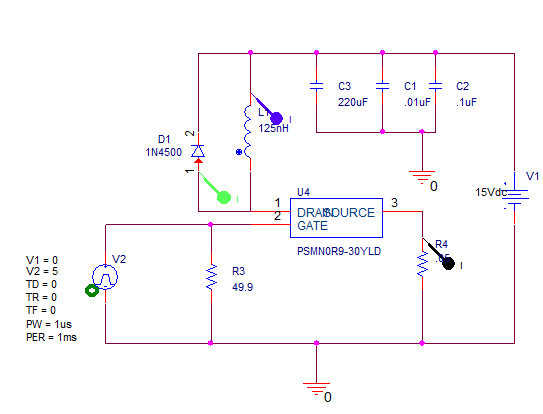 C3
220uF
C1
.01uF
C2
.1uF
L1
125nH
I
D1
1N4500
2
1
I
V1
15Vdc
0
U4
1
2
3
DRAIN
SOURCE
GATE
PSMN0R9-30YLD
R4
I
V2
R3
49.9
V1 = 0
V2 = 5
TD = 0
TR = 0
TF = 0
PW = 1us
PER = 1ms
0